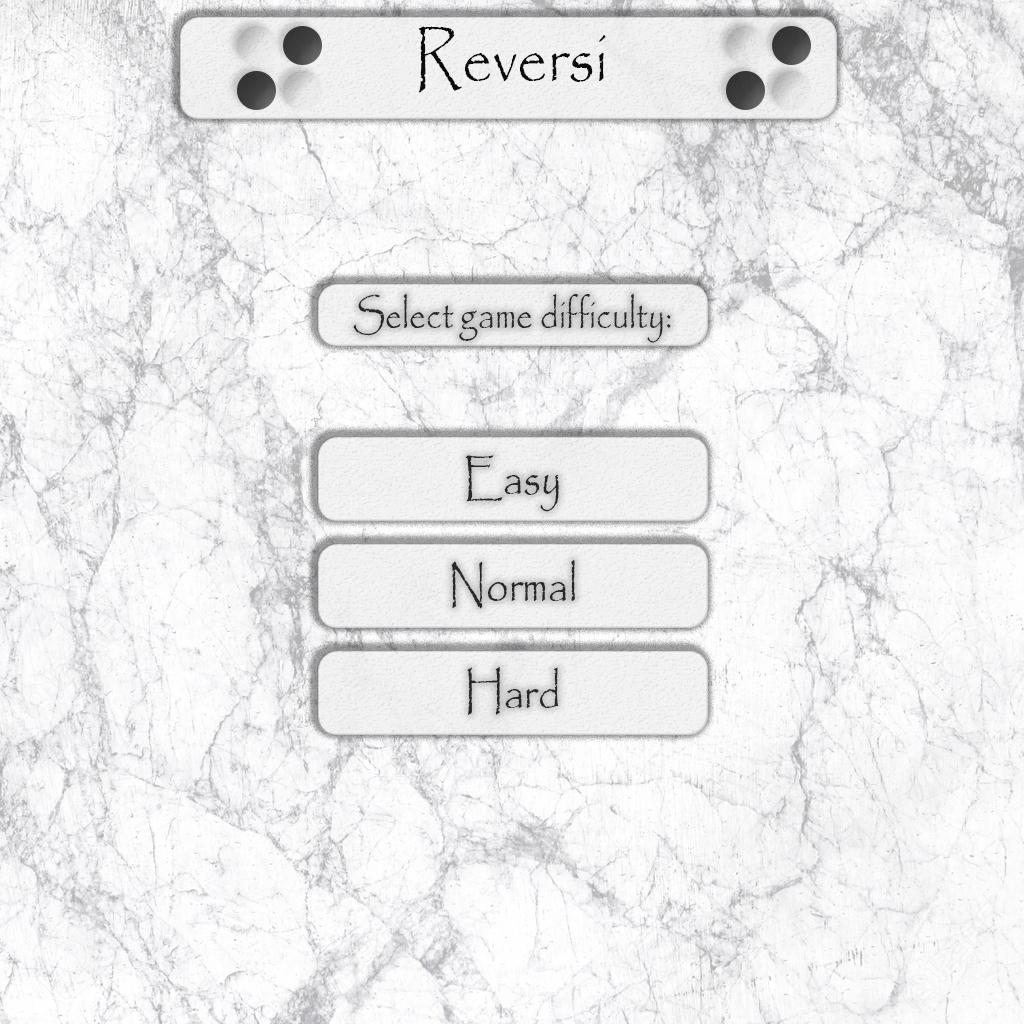 Reversi
Select game difficulty:
Easy
Normal
Hard